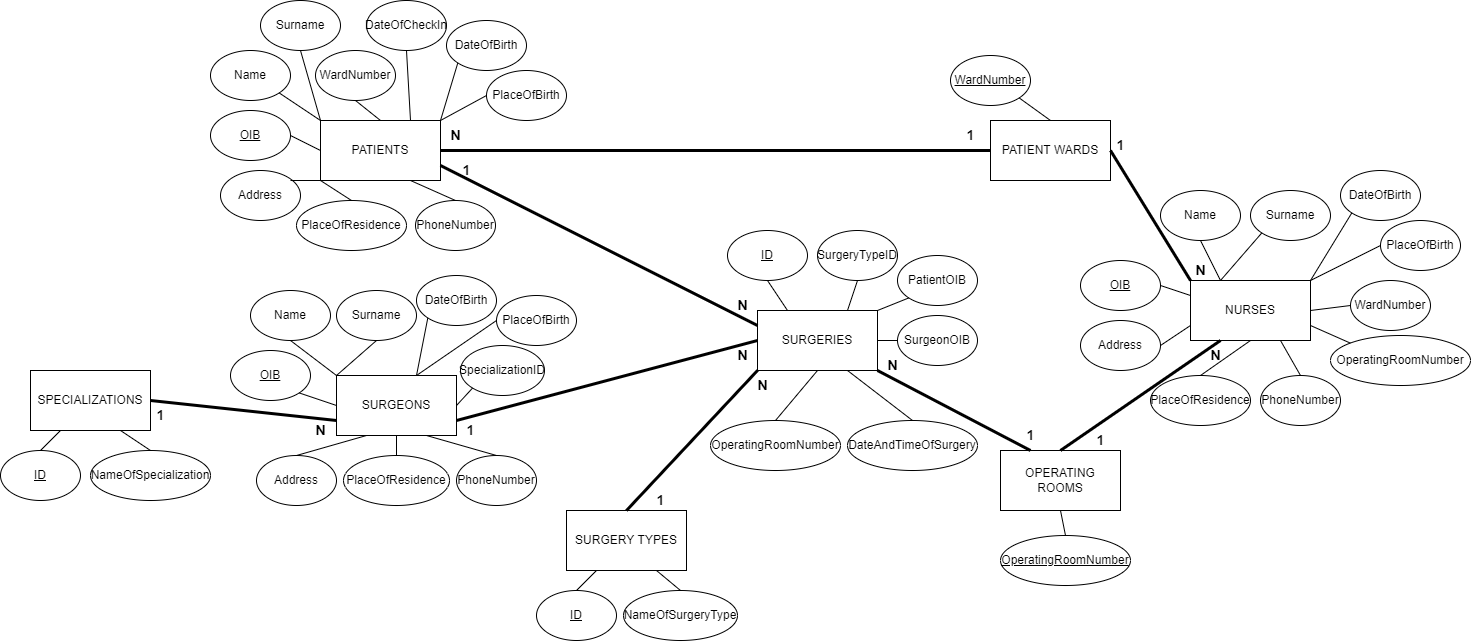 Surname
DateOfCheckIn
DateOfBirth
Name
WardNumber
PlaceOfBirth
OIB
PATIENTS
Address
PlaceOfResidence
PhoneNumber
N
1
1
WardNumber
PATIENT WARDS
1
N
Name
Surname
DateOfBirth
PlaceOfBirth
OIB
WardNumber
NURSES
Address
OperatingRoomNumber
PlaceOfResidence
PhoneNumber
N
1
ID
SurgeryTypeID
PatientOIB
SURGERIES
SurgeonOIB
OperatingRoomNumber
DateAndTimeOfSurgery
N
N
N
N
1
Name
Surname
DateOfBirth
PlaceOfBirth
OIB
SpecializationID
SURGEONS
Address
PlaceOfResidence
PhoneNumber
1
N
1
SPECIALIZATIONS
ID
NameOfSpecialization
1
SURGERY TYPES
ID
NameOfSurgeryType
OPERATING
ROOMS
OperatingRoomNumber